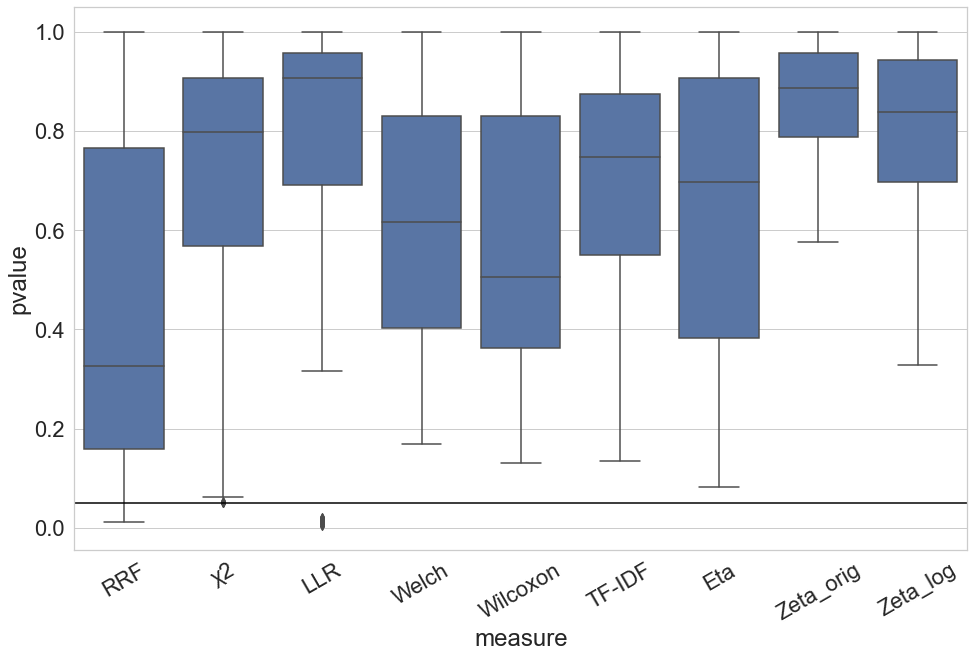 1.0
0.8
0.6
0.4
0.2
0.0
pvalue
RRF
χ2
LLR
Welch
Wilcoxon
TF-IDF
Eta
Zeta_orig
Zeta_log
measure